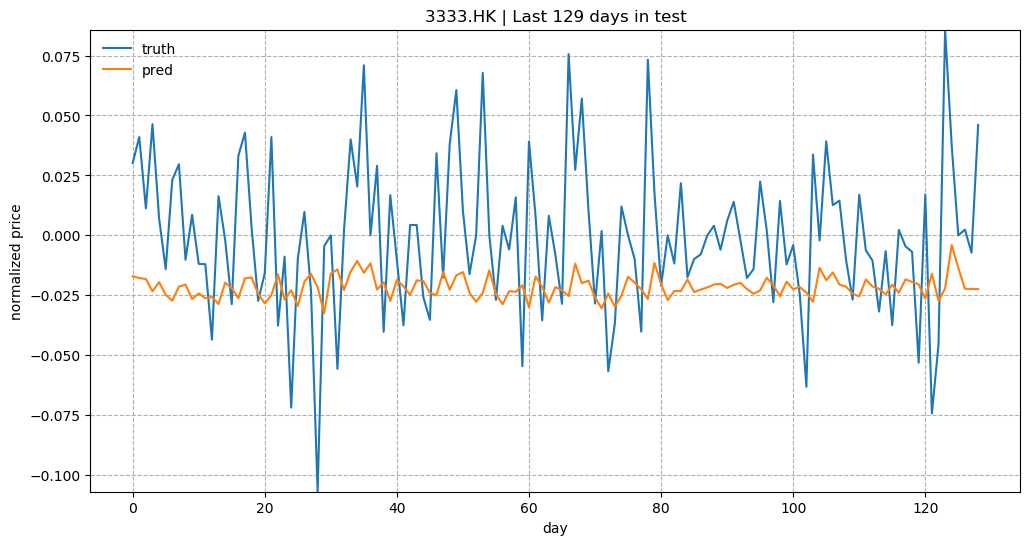 3333.HK | Last 129 days in test
truth
pred
0.075
0.050
0.025
0.000
−0.025
−0.050
−0.075
−0.100
normalized price
0 20 40 60 80 100 120
day